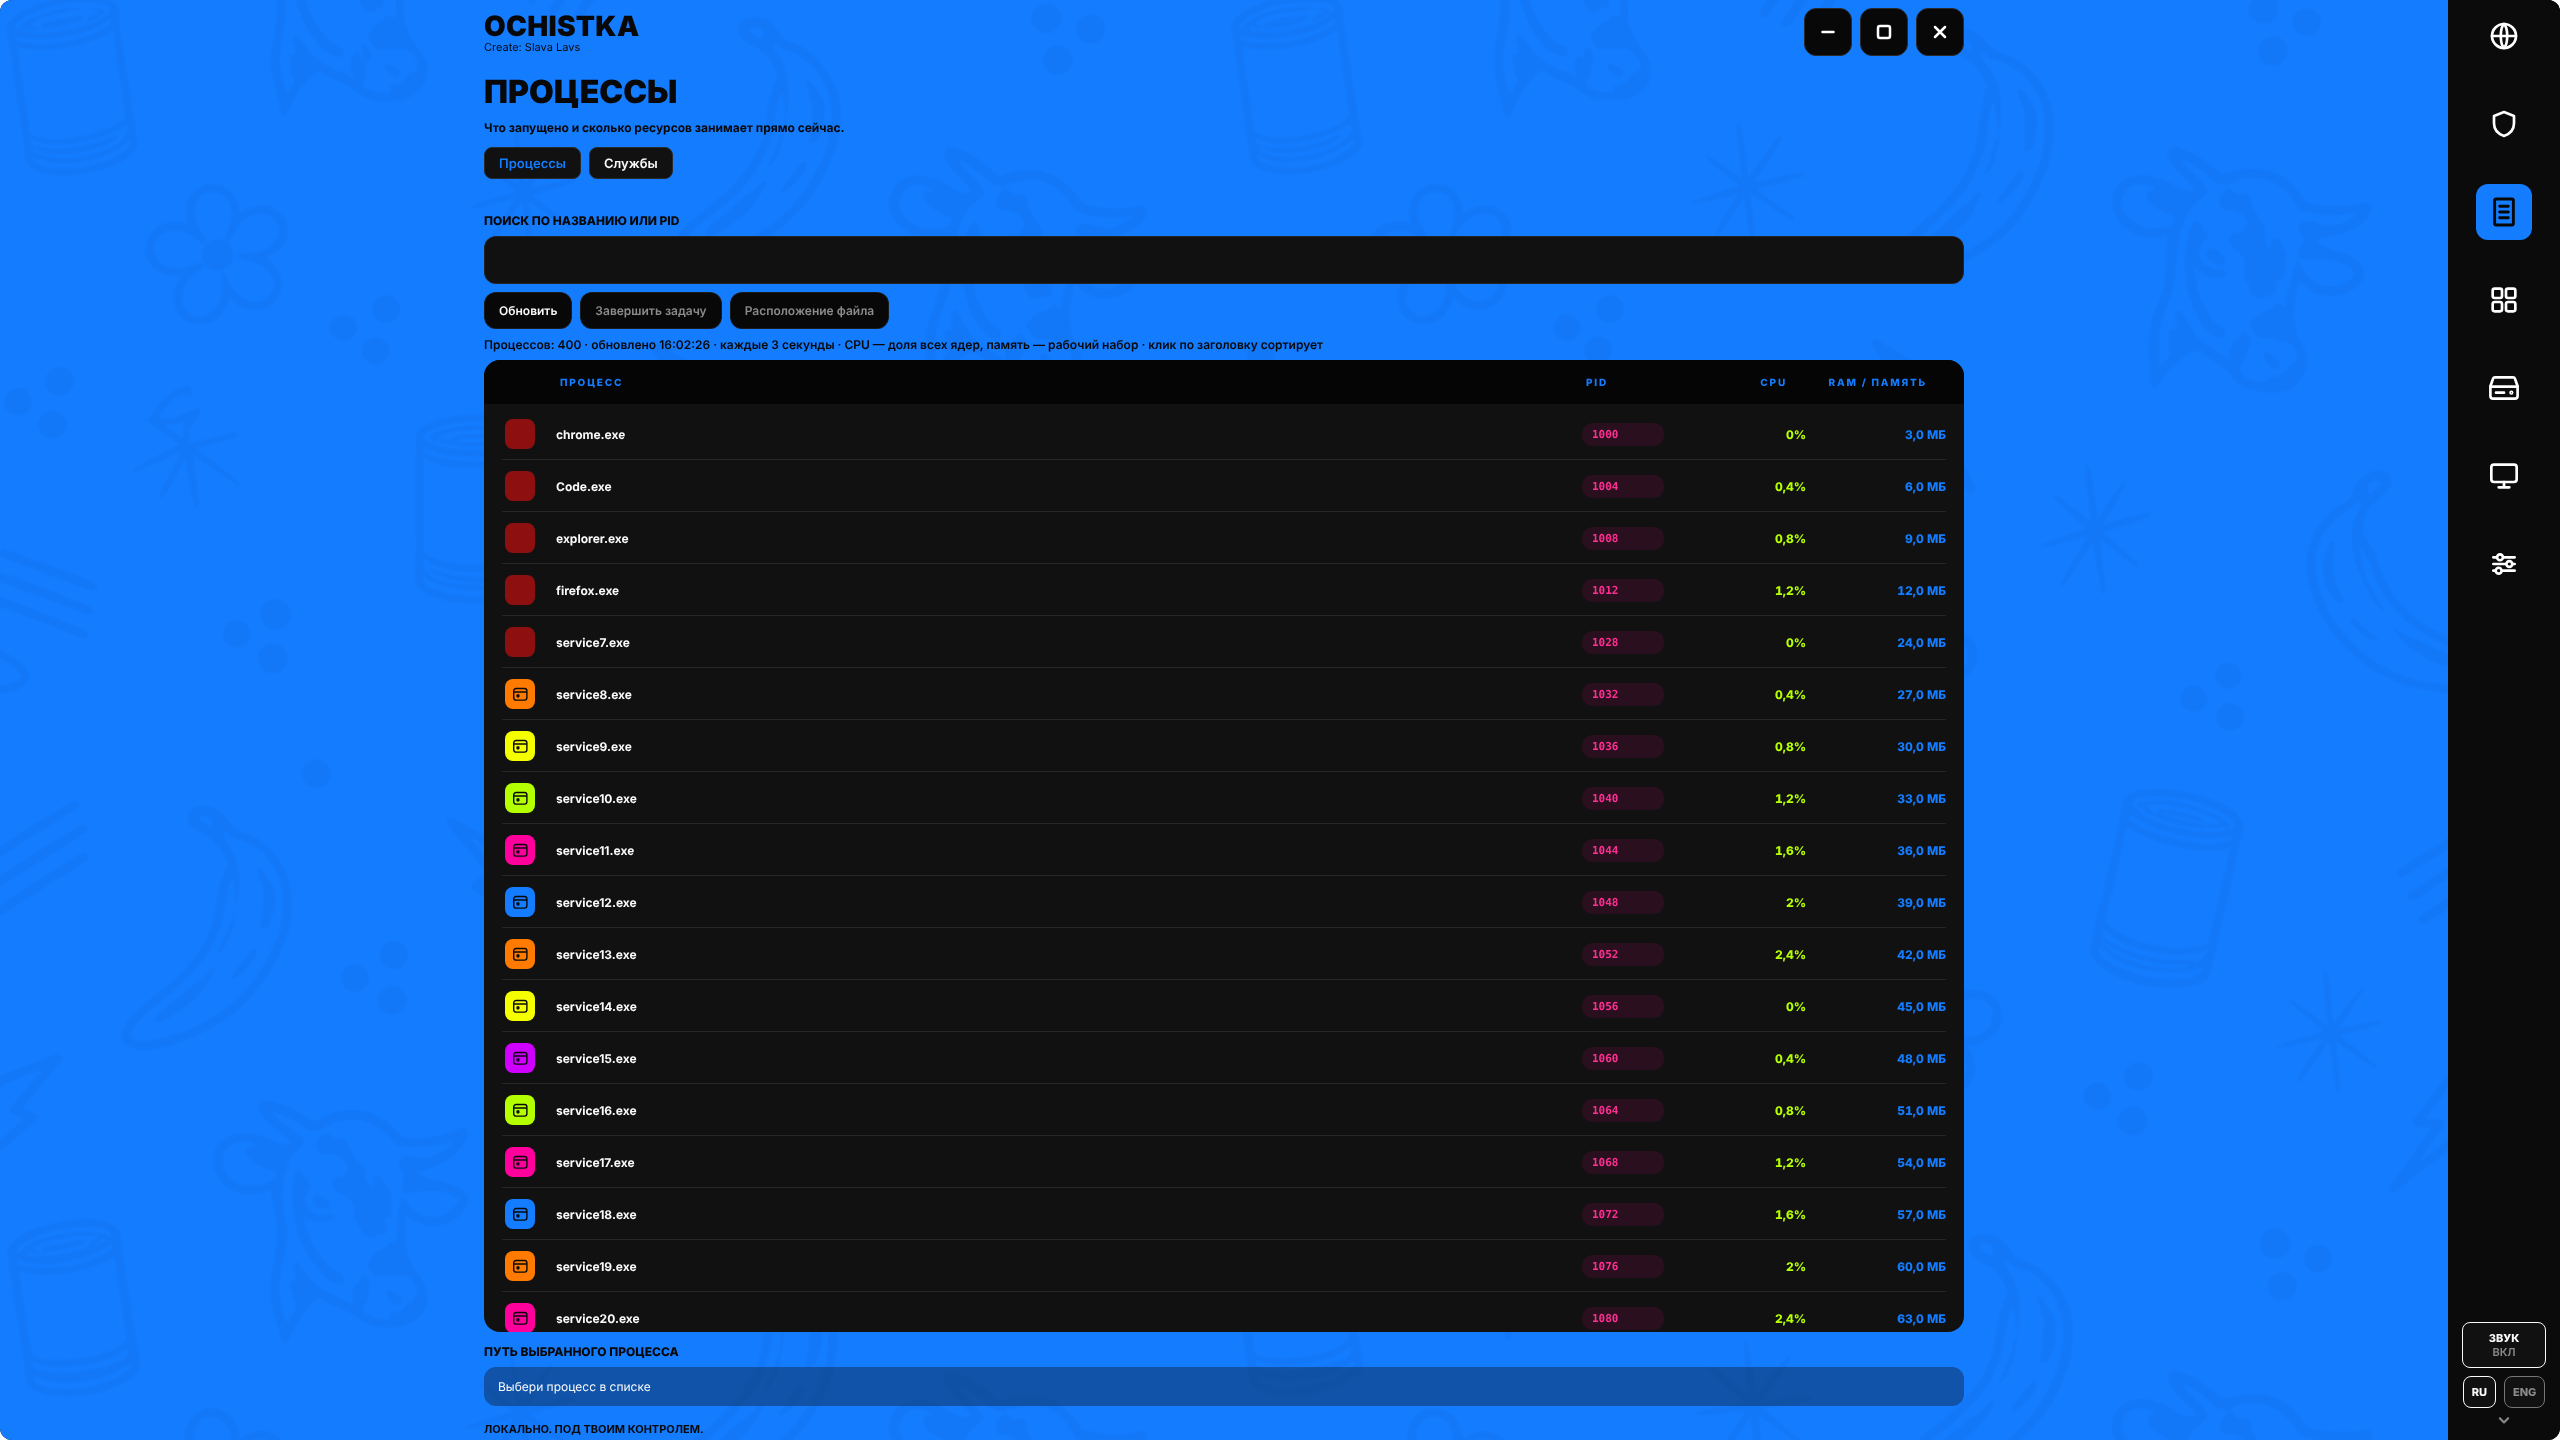 OCHISTKA
Create: Slava Lavs
ПРОЦЕССЫ
Что запущено и сколько ресурсов занимает прямо сейчас.
Процессы Службы
ПОИСК ПО НАЗВАНИЮ ИЛИ PID
Обновить Завершить задачу Расположение файла
Процессов: 400 · обновлено 16:02:26 · каждые 3 секунды · CPU — доля всех ядер, память — рабочий набор · клик по заголовку сортирует
ПРОЦЕСС PID CPU RAM / ПАМЯТЬ
chrome.exe 1000 0% 3,0 МБ
Code.exe 1004 0,4% 6,0 МБ
explorer.exe 1008 0,8% 9,0 МБ
firefox.exe 1012 1,2% 12,0 МБ
service7.exe 1028 0% 24,0 МБ
service8.exe 1032 0,4% 27,0 МБ
service9.exe 1036 0,8% 30,0 МБ
service10.exe 1040 1,2% 33,0 МБ
service11.exe 1044 1,6% 36,0 МБ
service12.exe 1048 2% 39,0 МБ
service13.exe 1052 2,4% 42,0 МБ
service14.exe 1056 0% 45,0 МБ
service15.exe 1060 0,4% 48,0 МБ
service16.exe 1064 0,8% 51,0 МБ
service17.exe 1068 1,2% 54,0 МБ
service18.exe 1072 1,6% 57,0 МБ
service19.exe 1076 2% 60,0 МБ
service20.exe 1080 2,4% 63,0 МБ
ПУТЬ ВЫБРАННОГО ПРОЦЕССА
Выбери процесс в списке
ЛОКАЛЬНО. ПОД ТВОИМ КОНТРОЛЕМ.
ЗВУК
ВКЛ
RU ENG